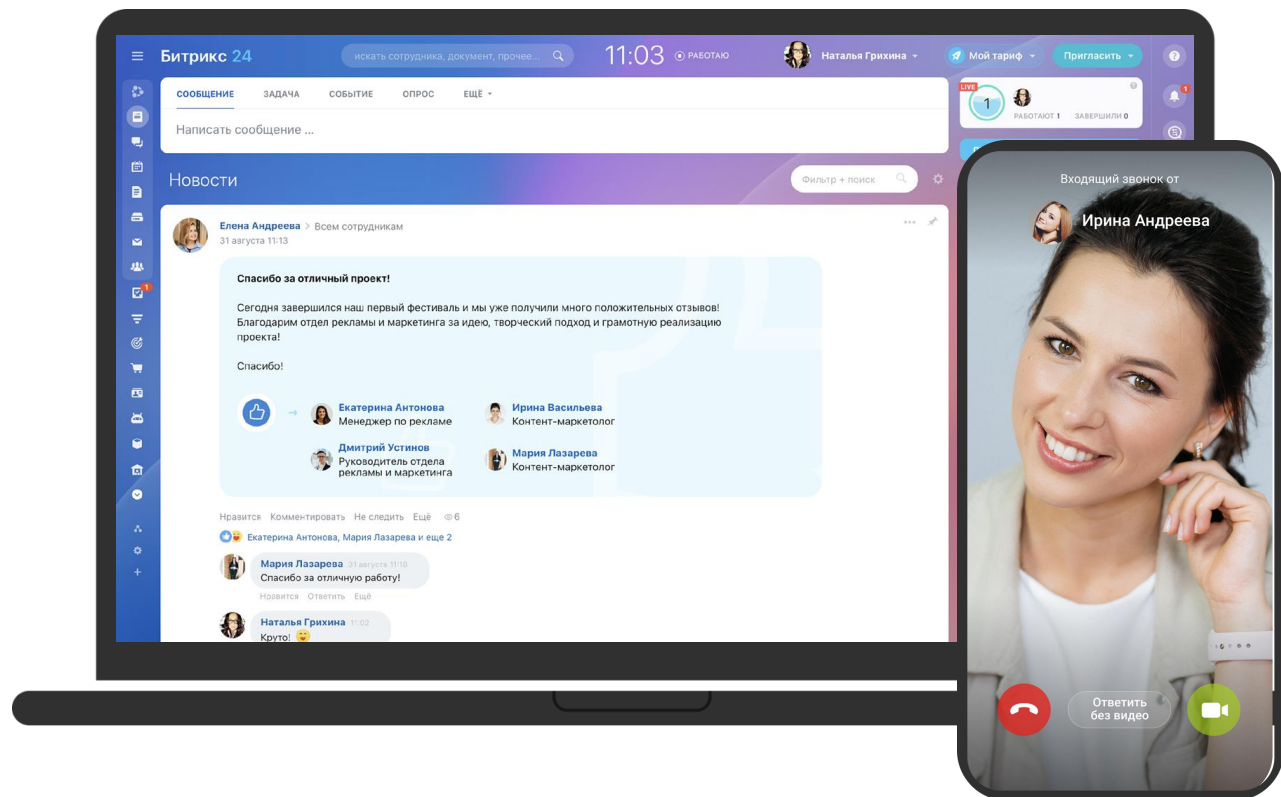 Битрикс 24
искать сотрудника, документ, прочее...
11:03
РАБОТАЮ
Наталья Грихина
Мой тариф
Пригласить
СООБЩЕНИЕ ЗАДАЧА СОБЫТИЕ ОПРОС ЕЩЁ
LIVE
1
РАБОТАЮТ 1 ЗАВЕРШИЛИ 0
1
Написать сообщение ...
Новости
Фильтр + поиск
Елена Андреева > Всем сотрудникам
31 августа 11:13
Спасибо за отличный проект!
Сегодня завершился наш первый фестиваль и мы уже получили много положительных отзывов!
Благодарим отдел рекламы и маркетинга за идею, творческий подход и грамотную реализацию
проекта!
Спасибо!
Екатерина Антонова
Менеджер по рекламе
Ирина Васильева
Контент-маркетолог
Дмитрий Устинов
Руководитель отдела
рекламы и маркетинга
Мария Лазарева
Контент-маркетолог
1
Нравится Комментировать Не следить Ещё 6
Екатерина Антонова, Мария Лазарева и еще 2
Мария Лазарева 31 августа 11:18
Спасибо за отличную работу!
Нравится Ответить Ещё
Наталья Грихина 11:02
Круто!
Входящий звонок от
Ирина Андреева
Ответить
без видео